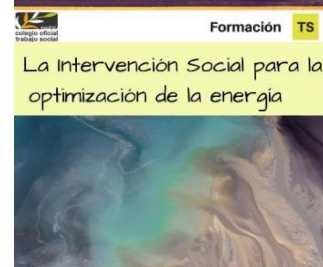 colegio oficial
trabajo social
Formación TS
La Intervención Social para la
optimización de la energía